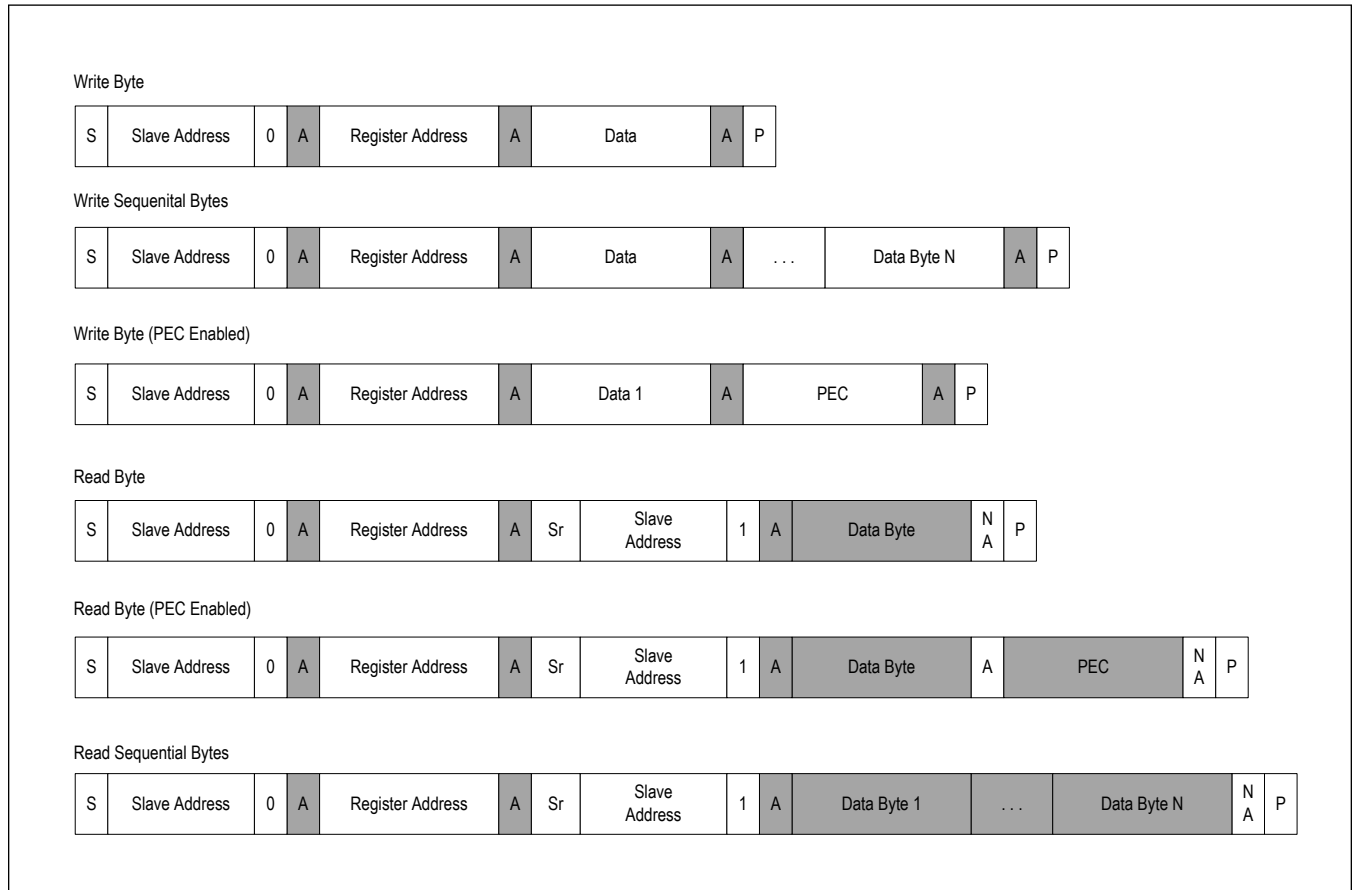 Write Byte
S Slave Address 0 A Register Address A Data A P
Write Sequenital Bytes
S Slave Address 0 A Register Address A Data A . . . Data Byte N A P
Write Byte (PEC Enabled)
S Slave Address 0 A Register Address A Data 1 A PEC A P
Read Byte
S Slave Address 0 A Register Address A Sr Slave Address 1 A Data Byte NA P
Read Byte (PEC Enabled)
S Slave Address 0 A Register Address A Sr Slave Address 1 A Data Byte A PEC NA P
Read Sequential Bytes
S Slave Address 0 A Register Address A Sr Slave Address 1 A Data Byte 1 . . . Data Byte N NA P